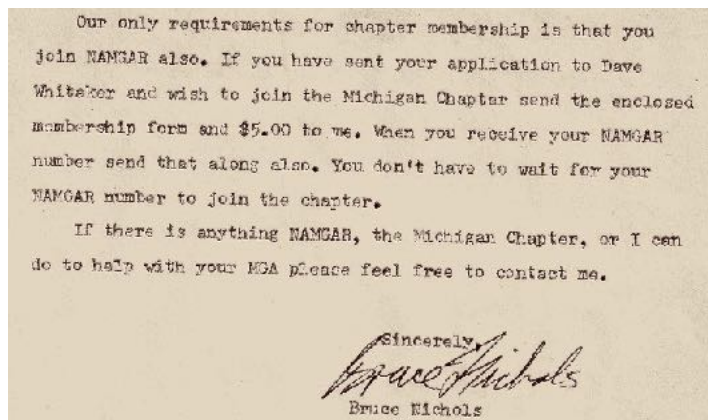 Our only requirements for chapter membership is that you
join NAMGAR also. If you have sent your application to Dave
Whitaker and wish to join the Michigan Chapter send the enclosed
membership form and $5.00 to me. When you receive your NAMGAR
number send that along also. You don't have to wait for your
NAMGAR number to join the chapter.
If there is anything NAMGAR, the Michigan Chapter, or I can
do to help with your MGA please feel free to contact me.
Sincerely,
Bruce Nichols
Bruce Nichols